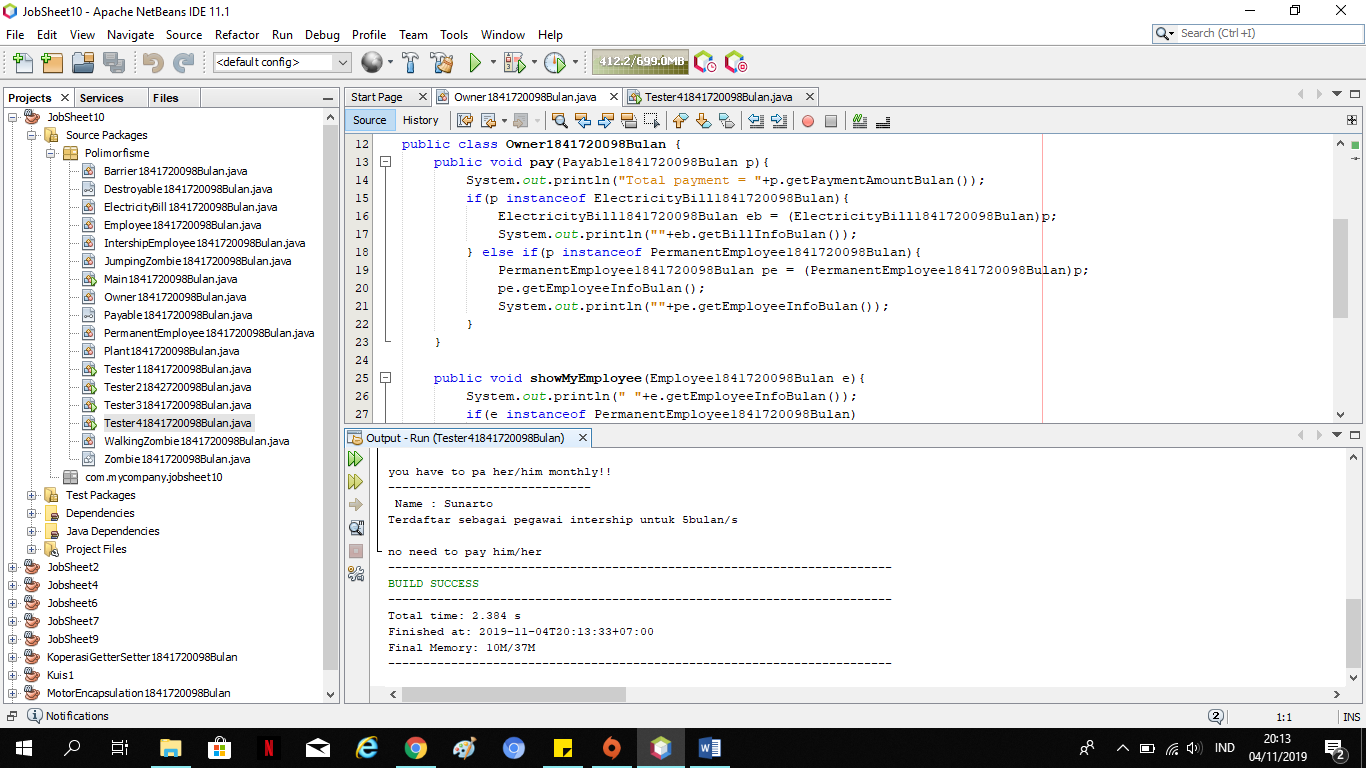 JobSheet10 - Apache NetBeans IDE 11.1
File Edit View Navigate Source Refactor Run Debug Profile Team Tools Window Help
Search (Ctrl+I)
<default config>
412.2/699.0MB
Projects
Services
Files
JobSheet10
Source Packages
Polimorfisme
Barrier1841720098Bulan.java
Destroyable1841720098Bulan.java
ElectricityBill1841720098Bulan.java
Employee1841720098Bulan.java
IntershipEmployee1841720098Bulan.java
JumpingZombie1841720098Bulan.java
Main1841720098Bulan.java
Owner1841720098Bulan.java
Payable1841720098Bulan.java
PermanentEmployee1841720098Bulan.java
Plant1841720098Bulan.java
Tester11841720098Bulan.java
Tester21842720098Bulan.java
Tester31841720098Bulan.java
Tester41841720098Bulan.java
WalkingZombie1841720098Bulan.java
Zombie1841720098Bulan.java
com.mycompany.jobsheet10
Test Packages
Dependencies
Java Dependencies
Project Files
JobSheet2
Jobsheet4
Jobsheet6
JobSheet7
JobSheet9
KoperasiGetterSetter1841720098Bulan
Kuis1
MotorEncapsulation1841720098Bulan
Start Page
Owner1841720098Bulan.java
Tester41841720098Bulan.java
Source
History
12 public class Owner1841720098Bulan {
13 public void pay(Payable1841720098Bulan p){
14 System.out.println("Total payment = "+p.getPaymentAmountBulan());
15 if(p instanceof ElectricityBill1841720098Bulan){
16 ElectricityBill1841720098Bulan eb = (ElectricityBill1841720098Bulan)p;
17 System.out.println(""+eb.getBillInfoBulan());
18 } else if(p instanceof PermanentEmployee1841720098Bulan){
19 PermanentEmployee1841720098Bulan pe = (PermanentEmployee1841720098Bulan)p;
20 pe.getEmployeeInfoBulan();
21 System.out.println(""+pe.getEmployeeInfoBulan());
22 }
23 }
24
25 public void showMyEmployee(Employee1841720098Bulan e){
26 System.out.println(" "+e.getEmployeeInfoBulan());
27 if(e instanceof PermanentEmployee1841720098Bulan)
Output - Run (Tester41841720098Bulan)
you have to pa her/him monthly!!
----------------------------
Name : Sunarto
Terdaftar sebagai pegawai intership untuk 5bulan/s
no need to pay him/her
------------------------------------------------------------------------
BUILD SUCCESS
------------------------------------------------------------------------
Total time: 2.384 s
Finished at: 2019-11-04T20:13:33+07:00
Final Memory: 10M/37M
------------------------------------------------------------------------
Notifications
2
1:1
INS
IND
20:13
04/11/2019
2